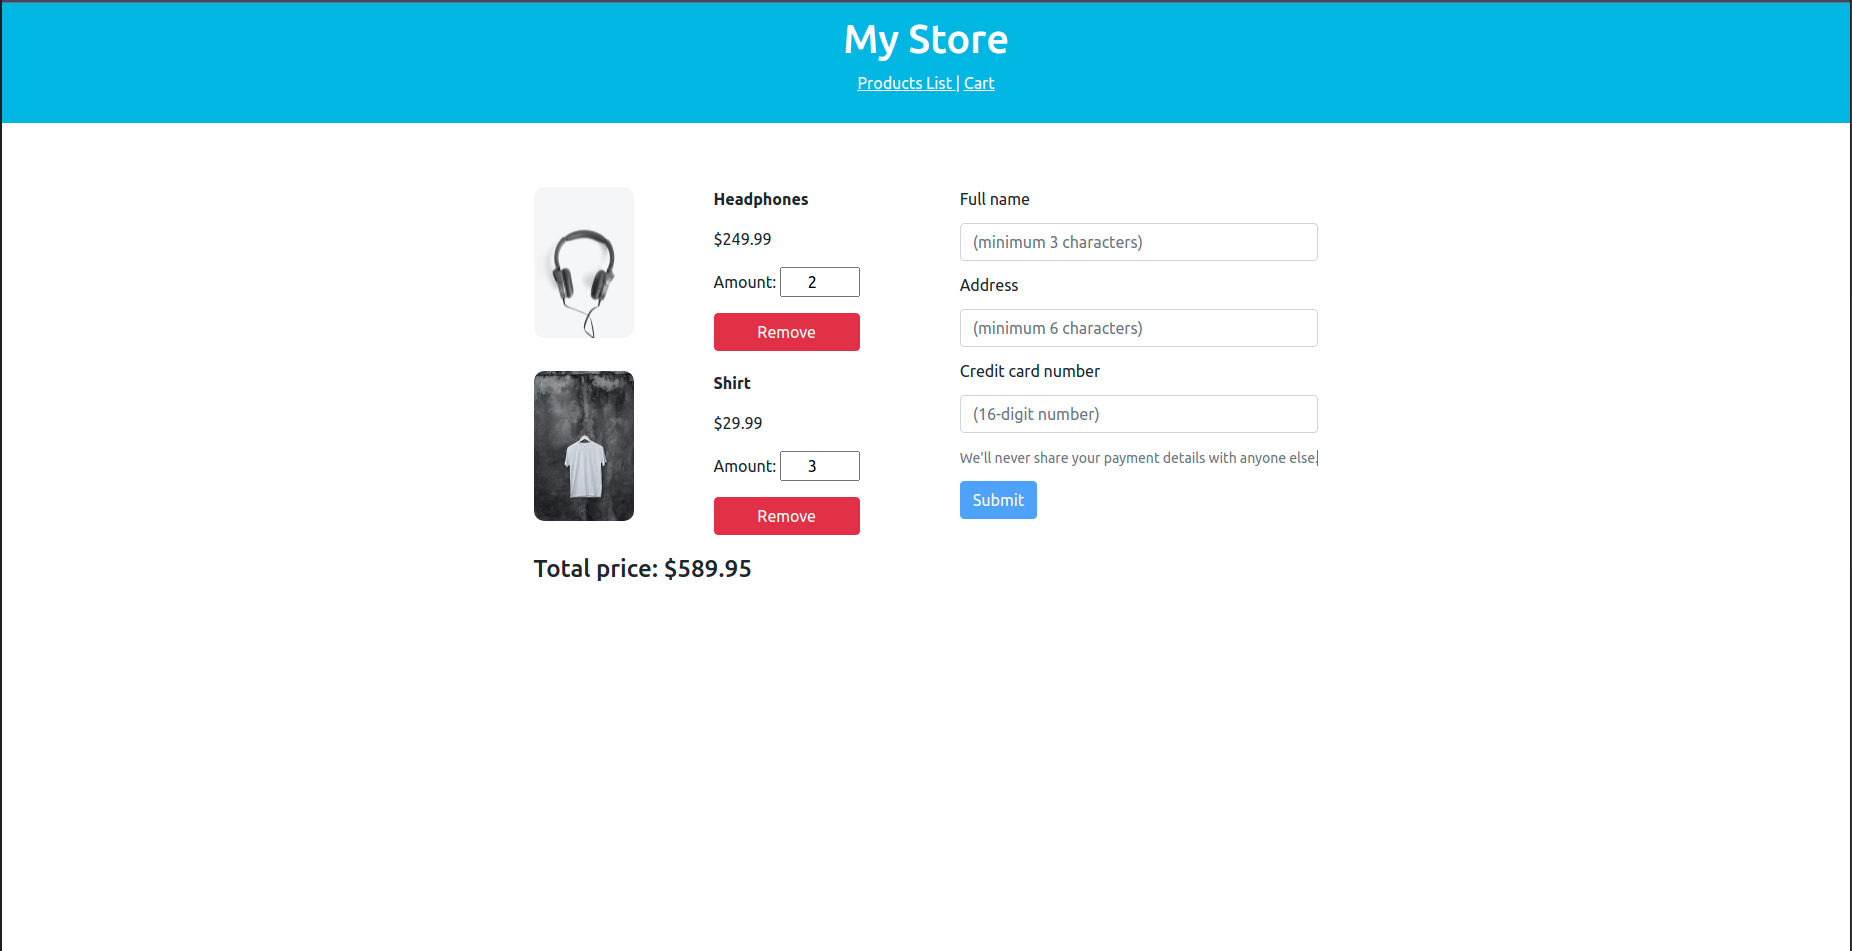 My Store
Products List | Cart
Headphones
$249.99
Amount: 2
Remove
Shirt
$29.99
Amount: 3
Remove
Total price: $589.95
Full name
(minimum 3 characters)
Address
(minimum 6 characters)
Credit card number
(16-digit number)
We'll never share your payment details with anyone else.
Submit